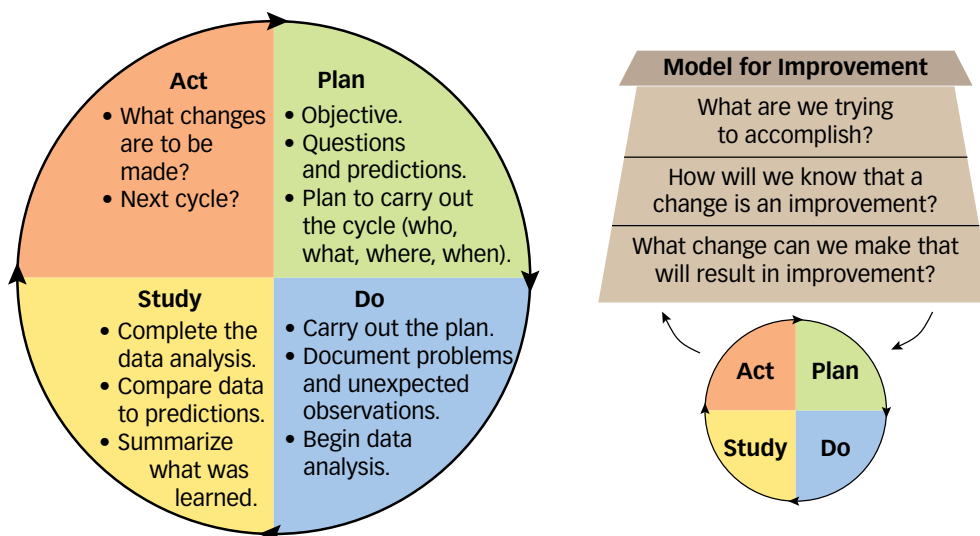 Act
• What changes
are to be
made?
• Next cycle?
Plan
• Objective.
• Questions
and predictions.
• Plan to carry out
the cycle (who,
what, where, when).
Study
• Complete the
data analysis.
• Compare data
to predictions.
• Summarize
what was
learned.
Do
• Carry out the plan.
• Document problems
and unexpected
observations.
• Begin data
analysis.
Model for Improvement
What are we trying
to accomplish?
How will we know that a
change is an improvement?
What change can we make that
will result in improvement?
Act
Plan
Study
Do